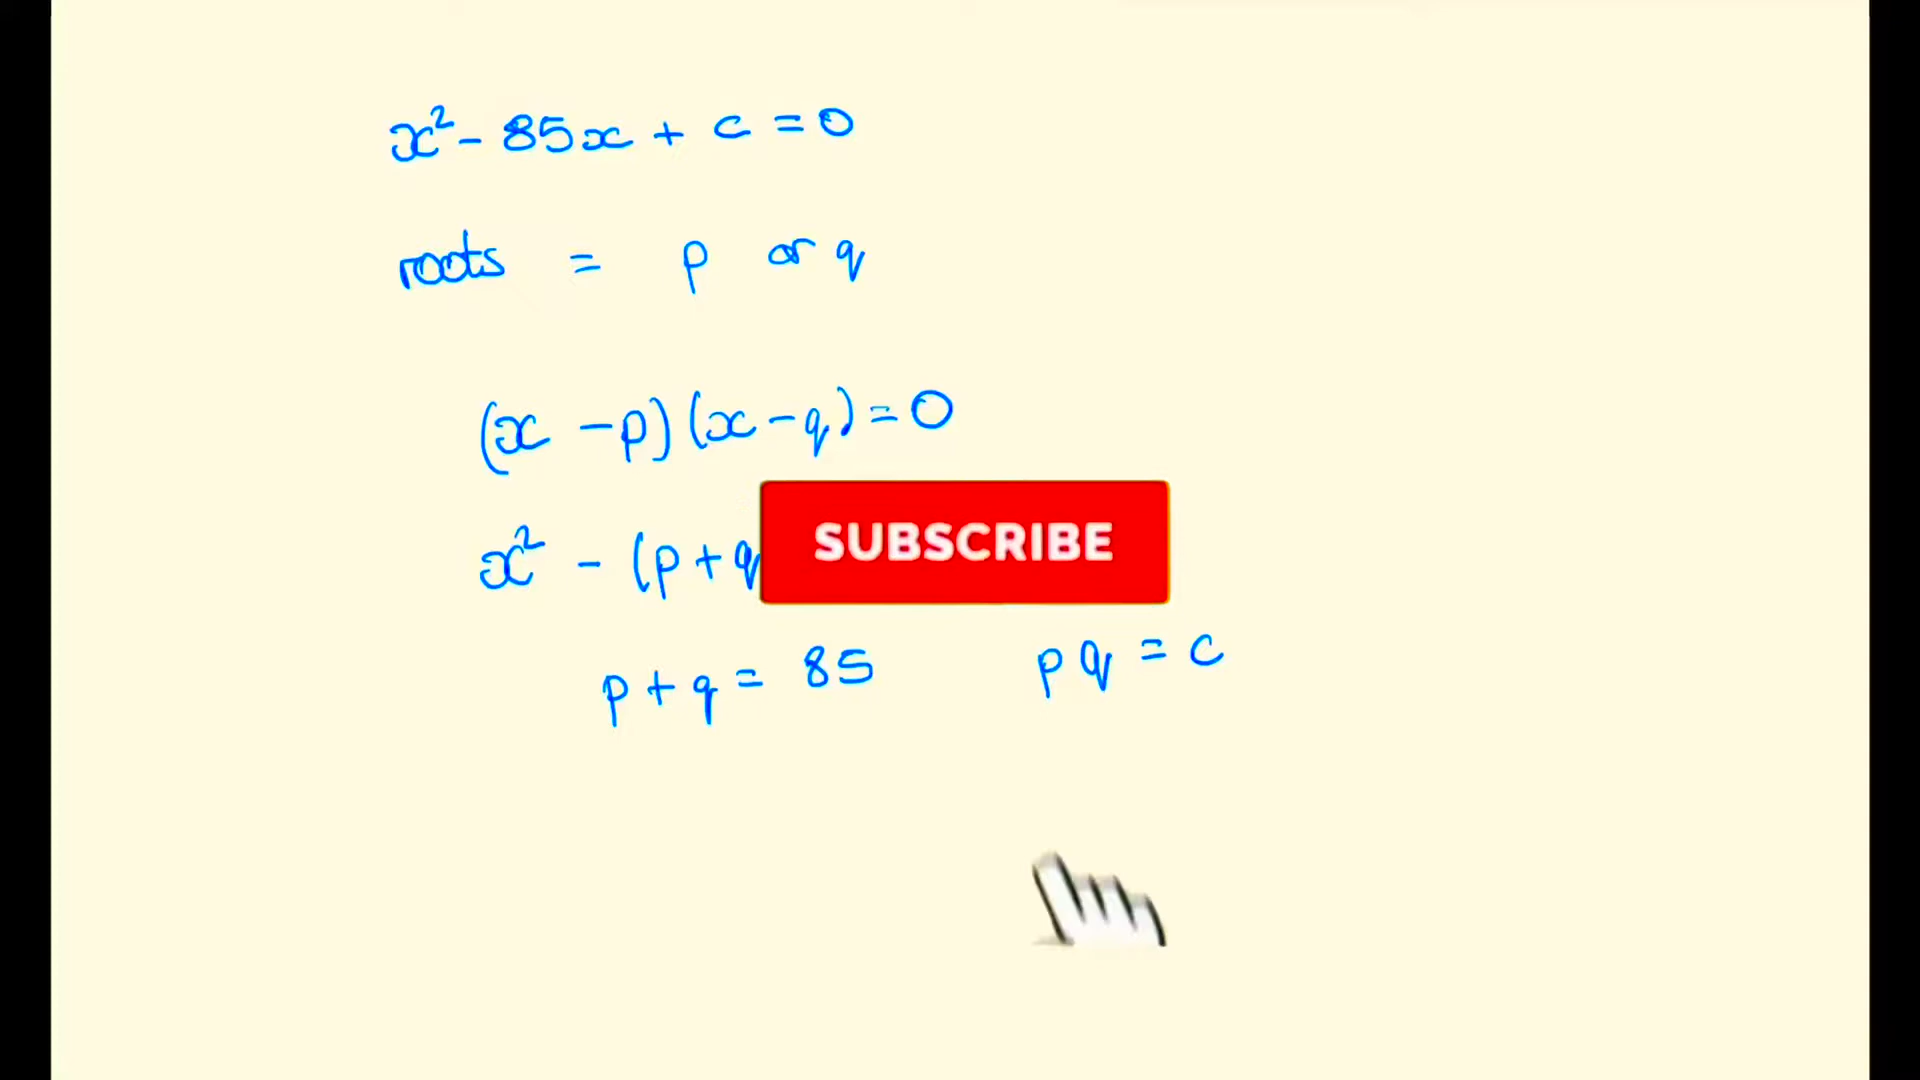 x² - 85x + c = 0
roots = p or q
(x - p)(x - q) = 0
x² - (p + q
SUBSCRIBE
p + q = 85 pq = c